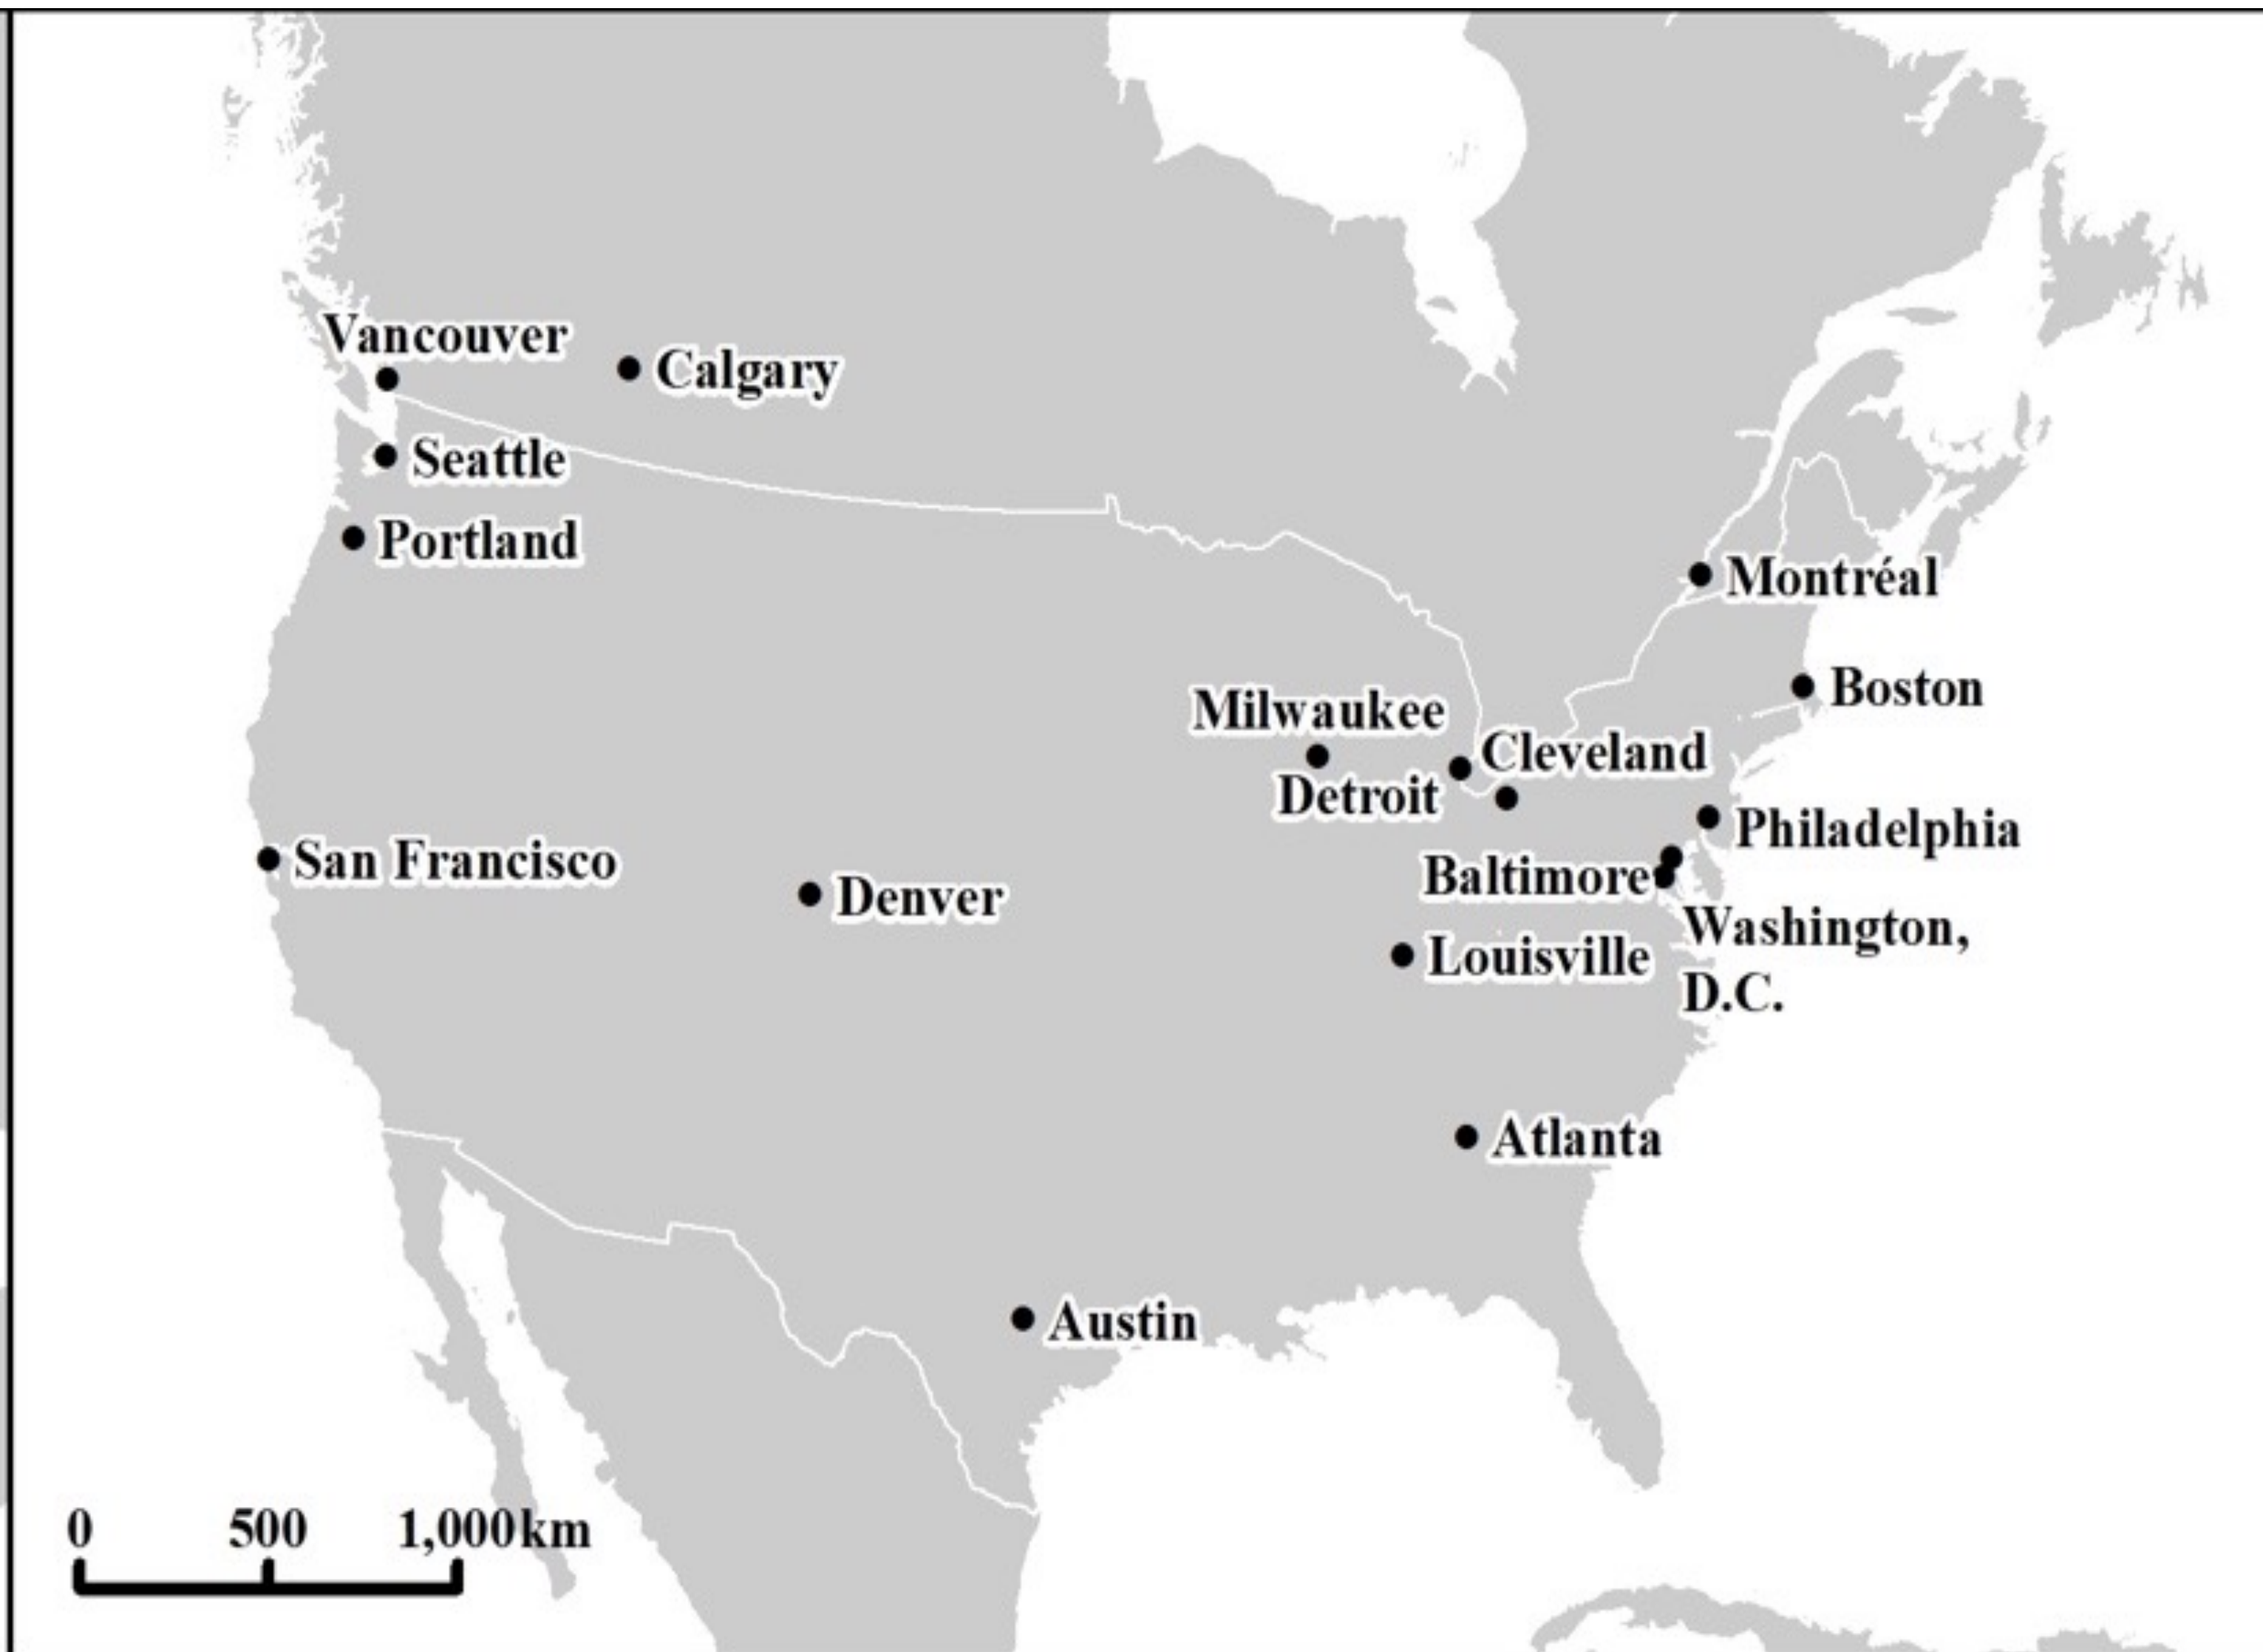 Vancouver
Calgary
Seattle
Portland
Montréal
Boston
Milwaukee
Cleveland
Detroit
Philadelphia
San Francisco
Baltimore
Denver
Washington,
D.C.
Louisville
Atlanta
Austin
0 500 1,000km